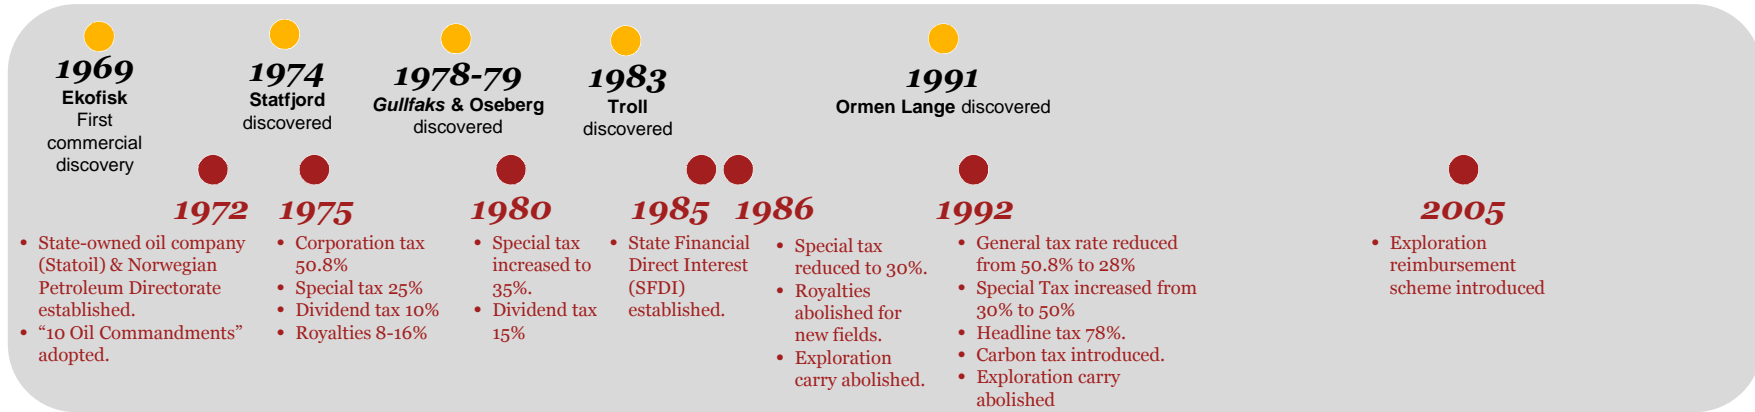 1969
Ekofisk
First
commercial
discovery
1974
Statfjord
discovered
1978-79
Gullfaks & Oseberg
discovered
1983
Troll
discovered
1991
Ormen Lange discovered
1972
• State-owned oil company
(Statoil) & Norwegian
Petroleum Directorate
established.
• “10 Oil Commandments”
adopted.
1975
• Corporation tax
50.8%
• Special tax 25%
• Dividend tax 10%
• Royalties 8-16%
1980
• Special tax
increased to
35%.
• Dividend tax
15%
1985
• State Financial
Direct Interest
(SFDI)
established.
1986
• Special tax
reduced to 30%.
• Royalties
abolished for
new fields.
• Exploration
carry abolished.
1992
• General tax rate reduced
from 50.8% to 28%
• Special Tax increased from
30% to 50%
• Headline tax 78%.
• Carbon tax introduced.
• Exploration carry
abolished
2005
• Exploration
reimbursement
scheme introduced